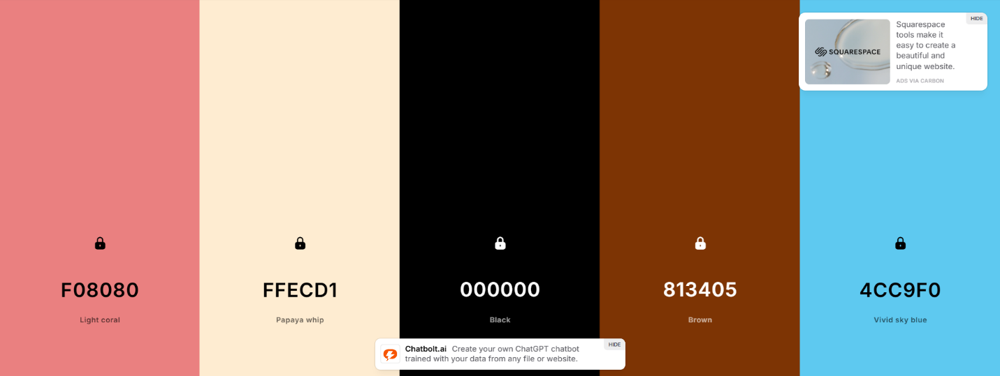 HIDE
Squarespace
tools make it
easy to create a
beautiful and
unique website.
SQUARESPACE
ADS VIA CARBON
F08080
FFECD1
000000
813405
4CC9F0
Light coral
Papaya whip
Black
Brown
Vivid sky blue
HIDE
Chatbolt.ai Create your own ChatGPT chatbot
trained with your data from any file or website.